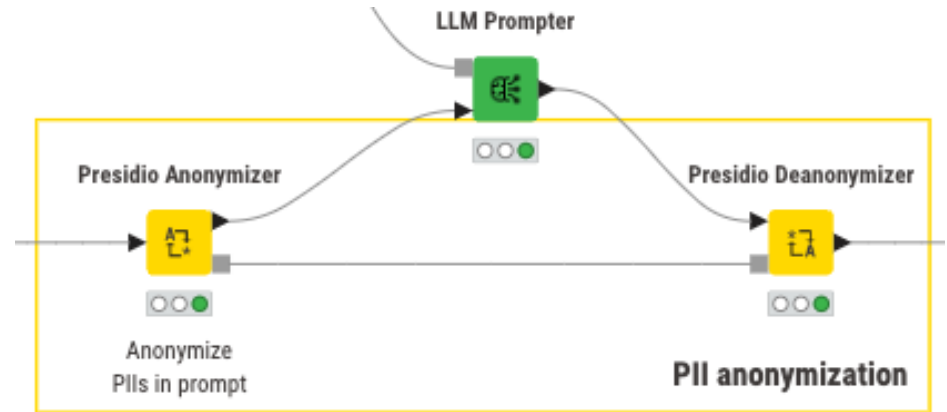 LLM Prompter
Presidio Anonymizer
Presidio Deanonymizer
Anonymize
PIIs in prompt
PII anonymization